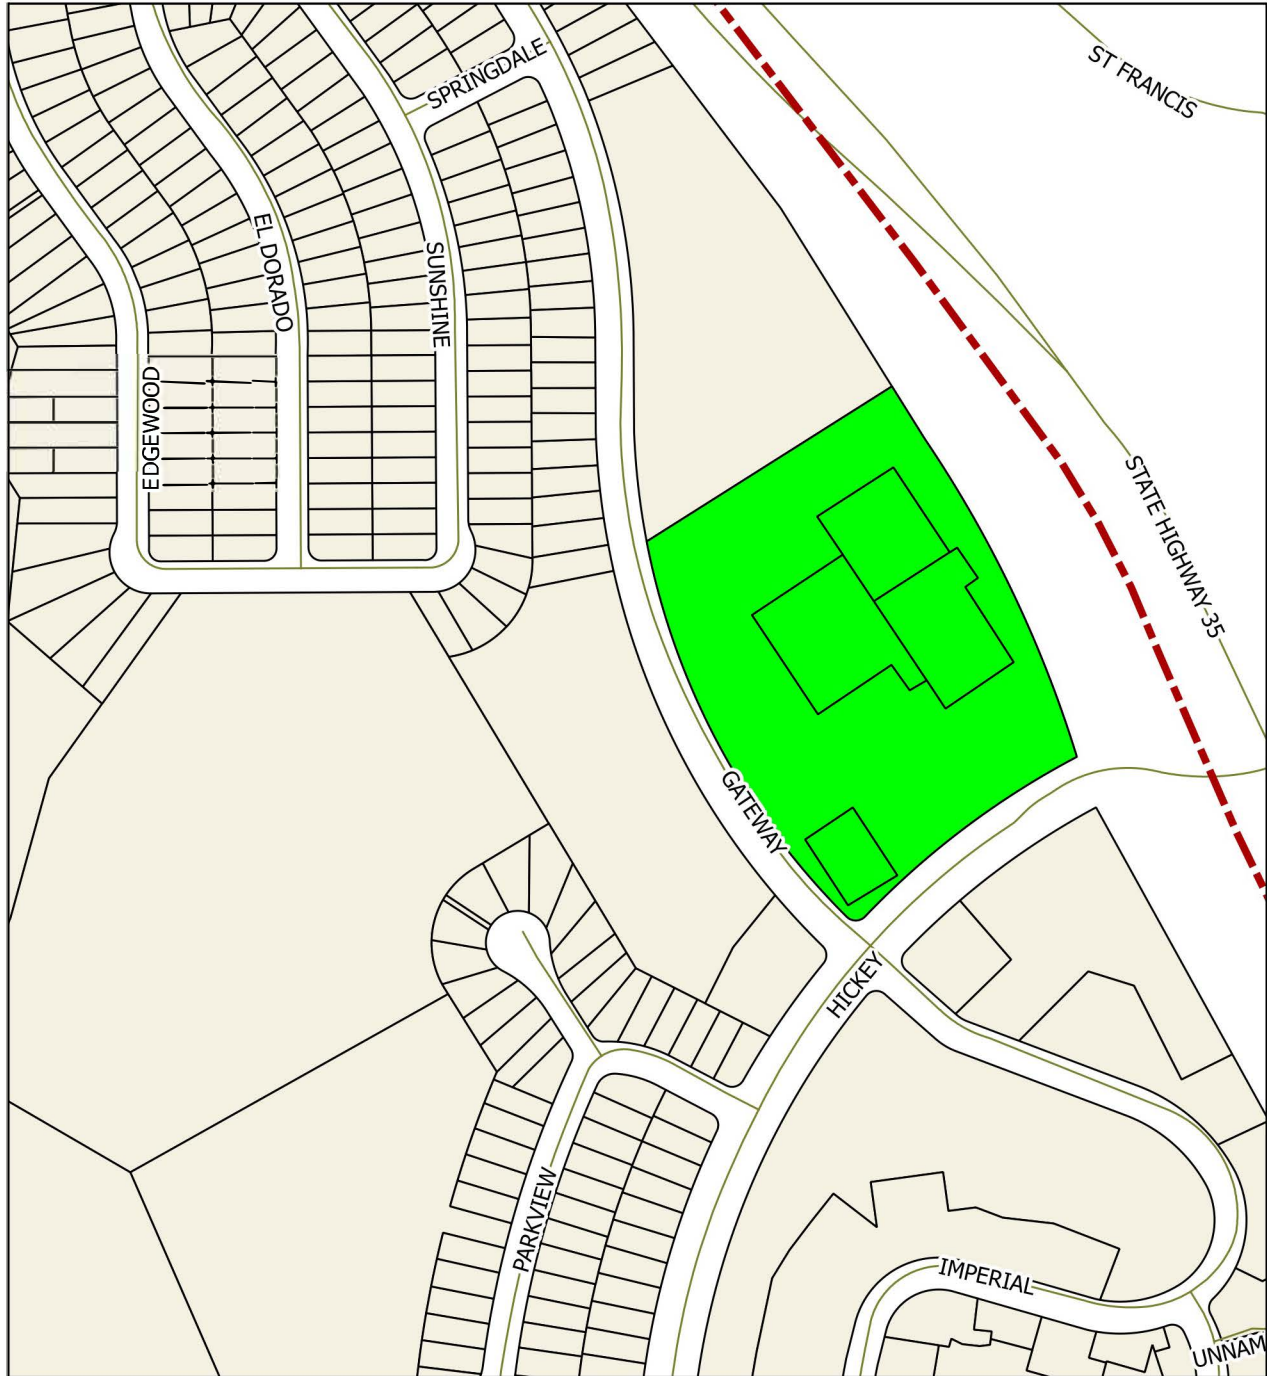 ST FRANCIS
SPRINGDALE
EL DORADO
SUNSHINE
EDGEWOOD
STATE HIGHWAY 35
GATEWAY
HICKEY
PARKVIEW
IMPERIAL
UNNAM